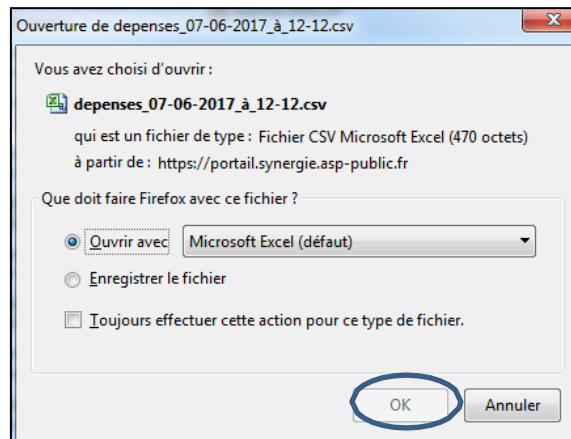 Ouverture de depenses_07-06-2017_à_12-12.csv
Vous avez choisi d'ouvrir :
depenses_07-06-2017_à_12-12.csv
qui est un fichier de type : Fichier CSV Microsoft Excel (470 octets)
à partir de : https://portail.synergie.asp-public.fr
Que doit faire Firefox avec ce fichier ?
Ouvrir avec Microsoft Excel (défaut)
Enregistrer le fichier
Toujours effectuer cette action pour ce type de fichier.
OK Annuler